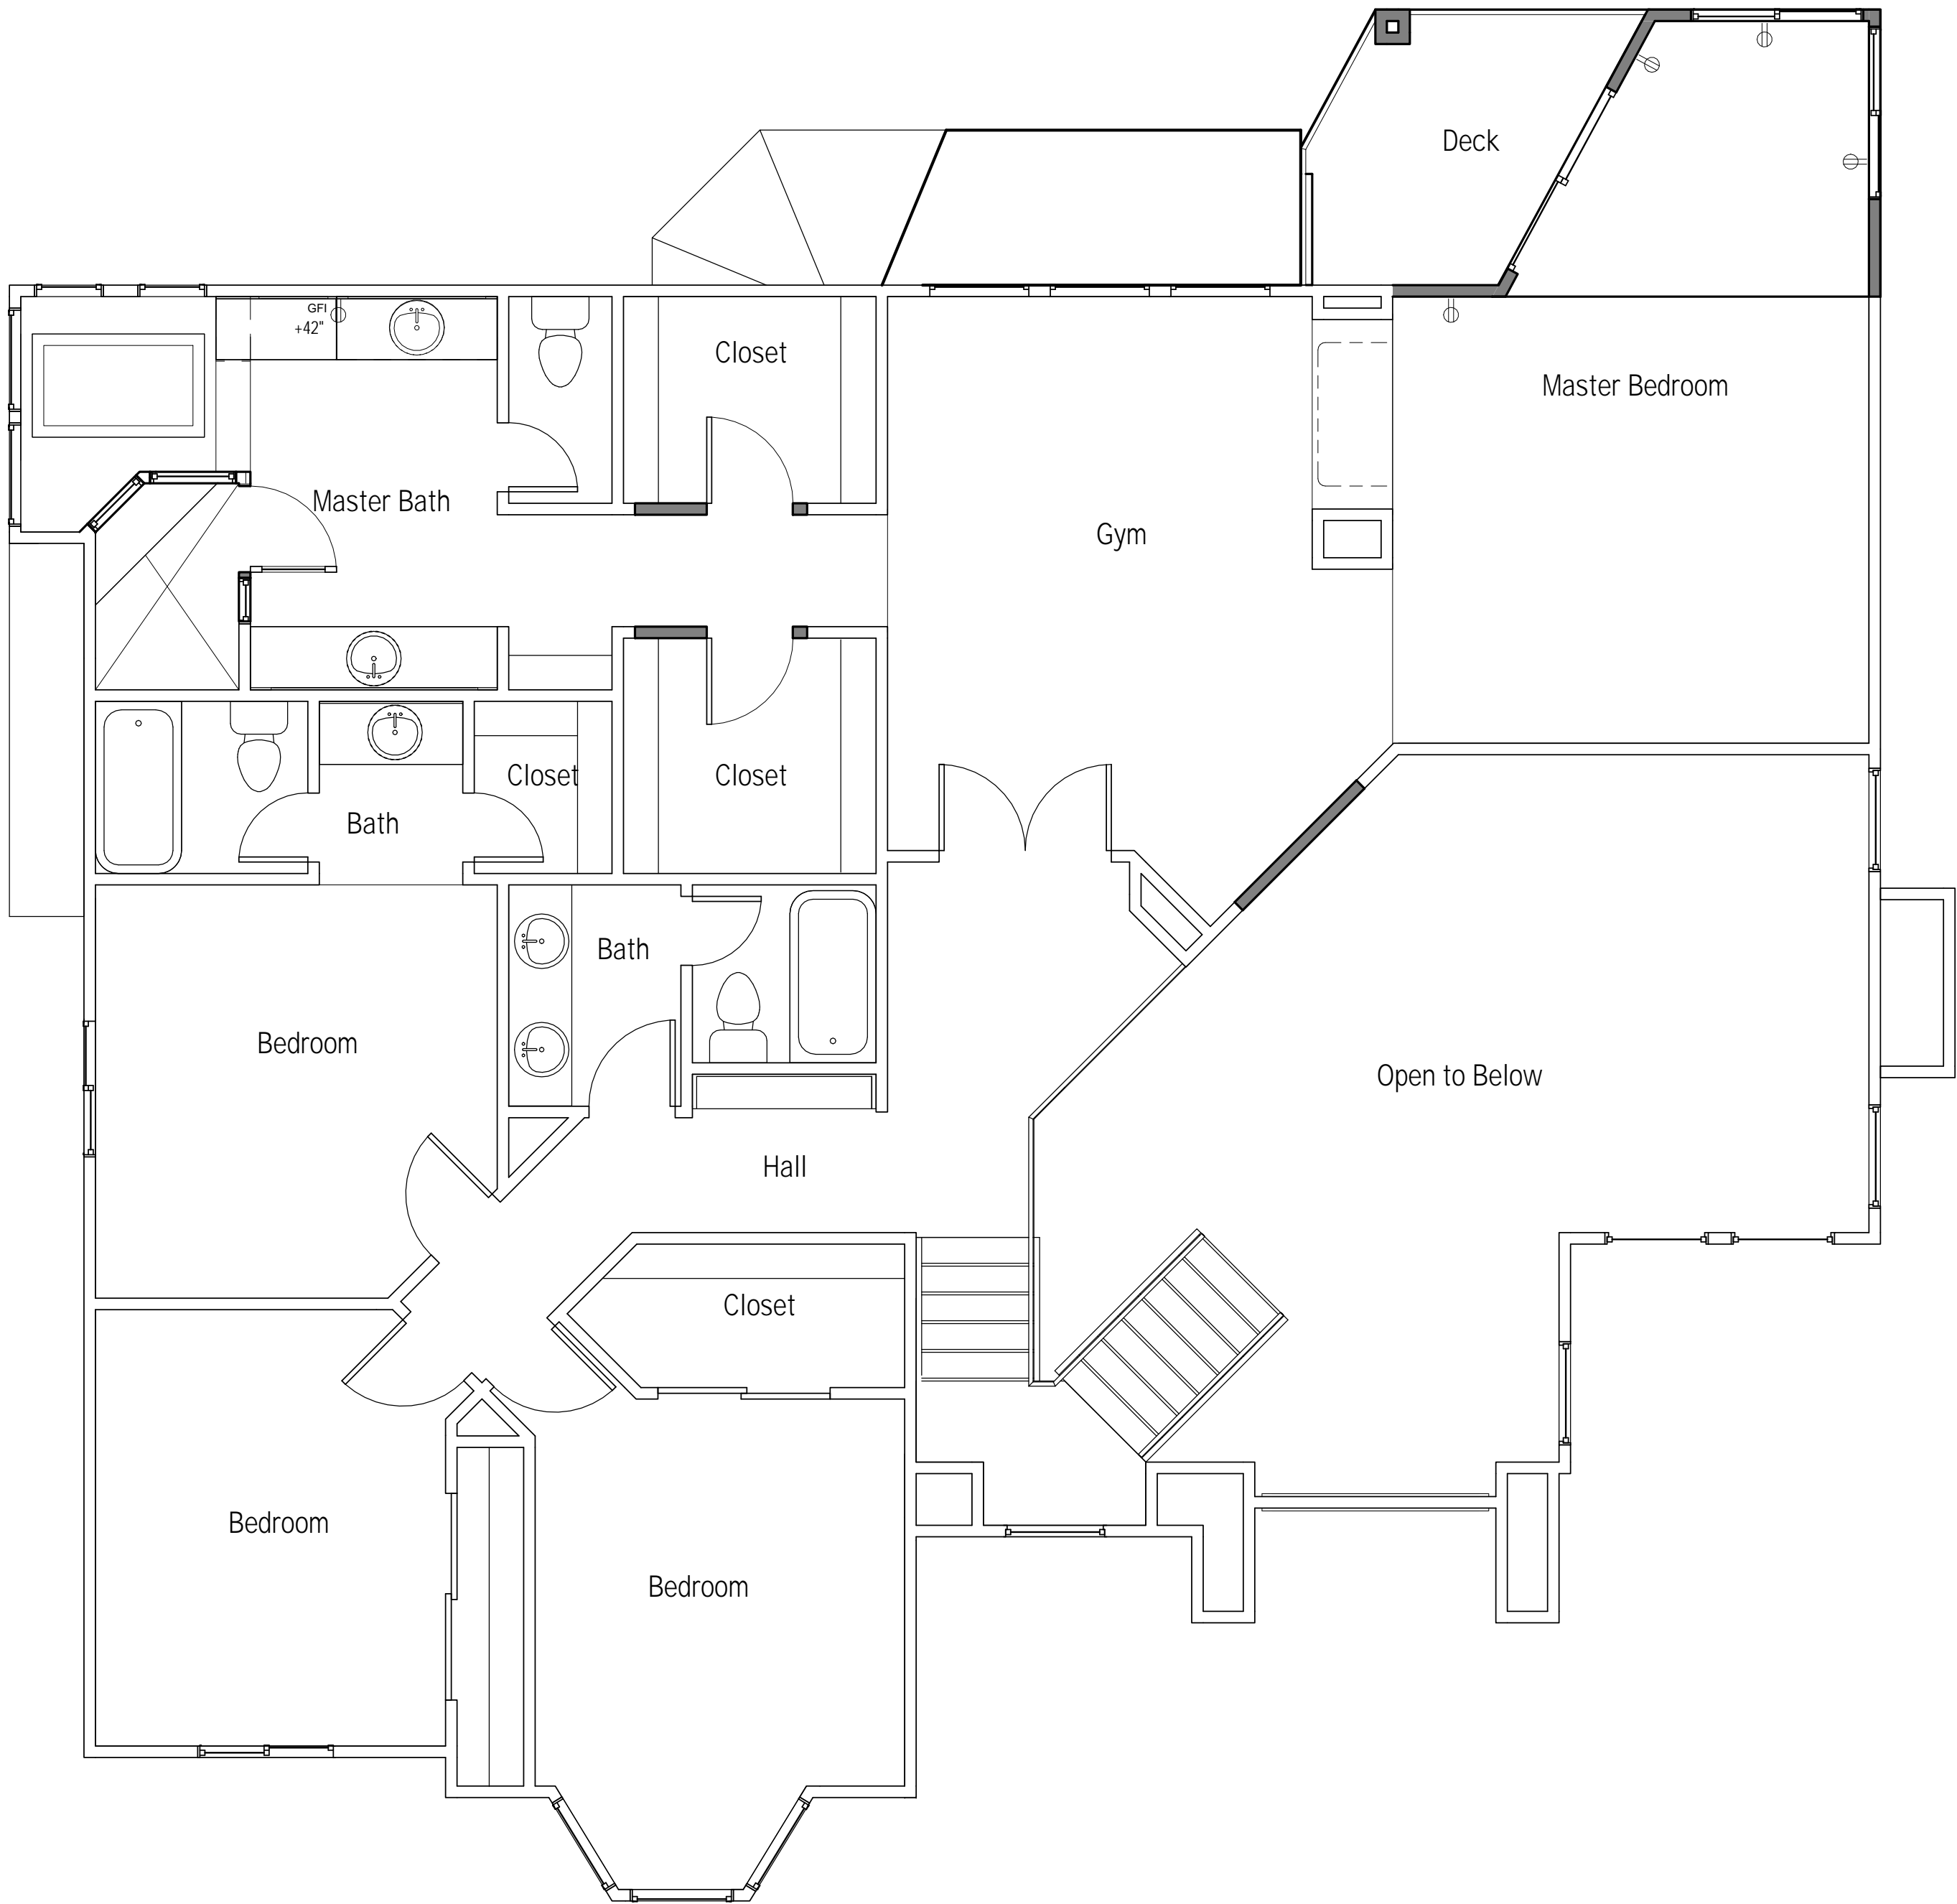 Deck
GFI
+42"
Closet
Master Bedroom
Master Bath
Gym
Closet
Closet
Bath
Bath
Bedroom
Open to Below
Hall
Closet
Bedroom
Bedroom